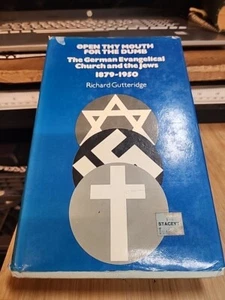 OPEN THY MOUTH
FOR THE DUMB
The German Evangelical
Church and the Jews
1879-1950
Richard Gutteridge
STACEY